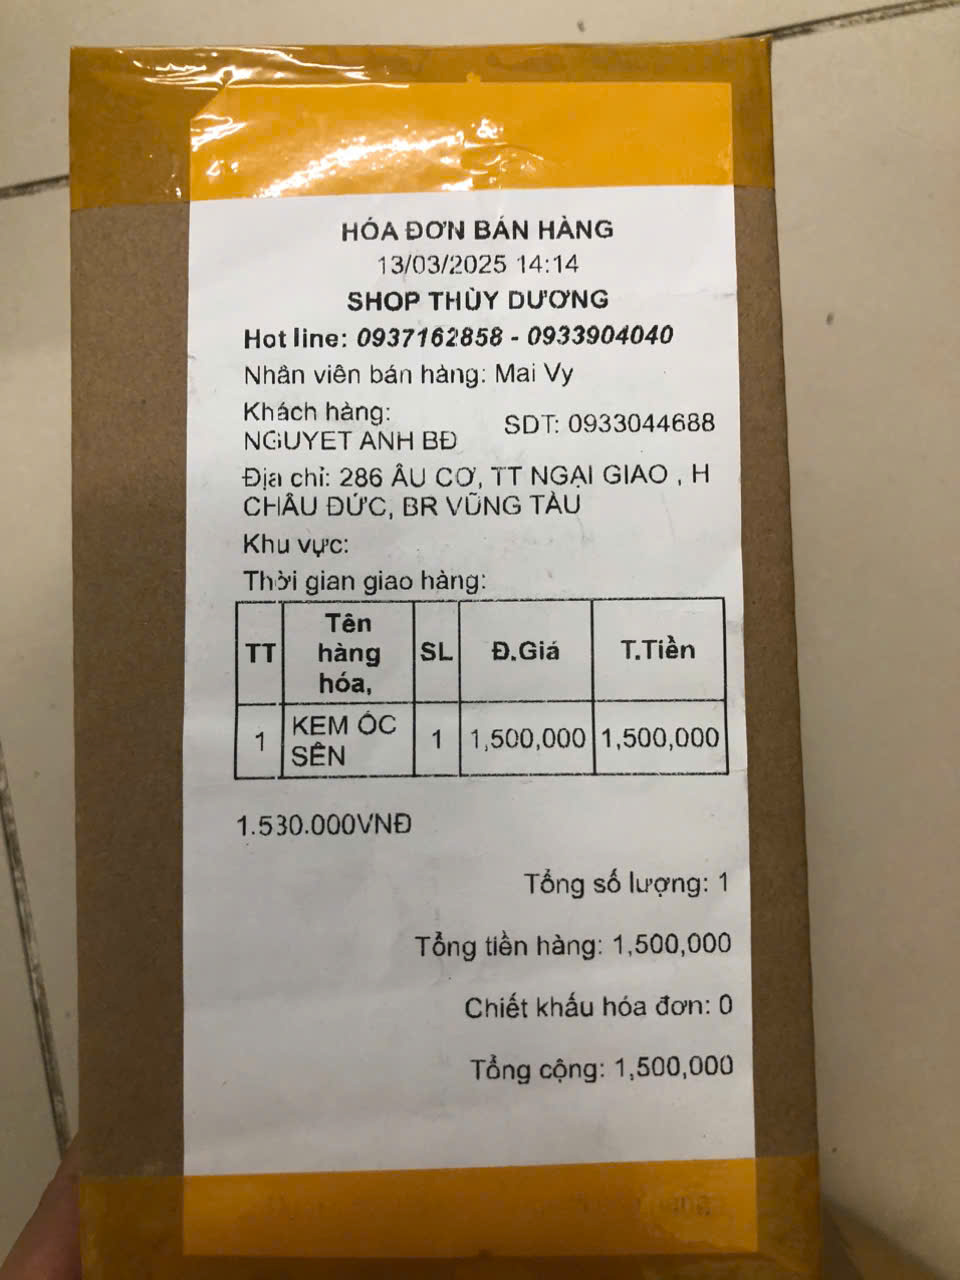 HÓA ĐƠN BÁN HÀNG
13/03/2025 14:14
SHOP THÙY DƯƠNG
Hot line: 0937162858 - 0933904040
Nhân viên bán hàng: Mai Vy
Khách hàng:
NGUYET ANH BĐ
SDT: 0933044688
Địa chỉ: 286 ÂU CƠ, TT NGẠI GIAO , H
CHÂU ĐỨC, BR VŨNG TÀU
Khu vực:
Thời gian giao hàng:
TT Tên hàng hóa, SL Đ.Giá T.Tiền
1 KEM ỐC SÊN 1 1,500,000 1,500,000
1.530.000VNĐ
Tổng số lượng: 1
Tổng tiền hàng: 1,500,000
Chiết khấu hóa đơn: 0
Tổng cộng: 1,500,000